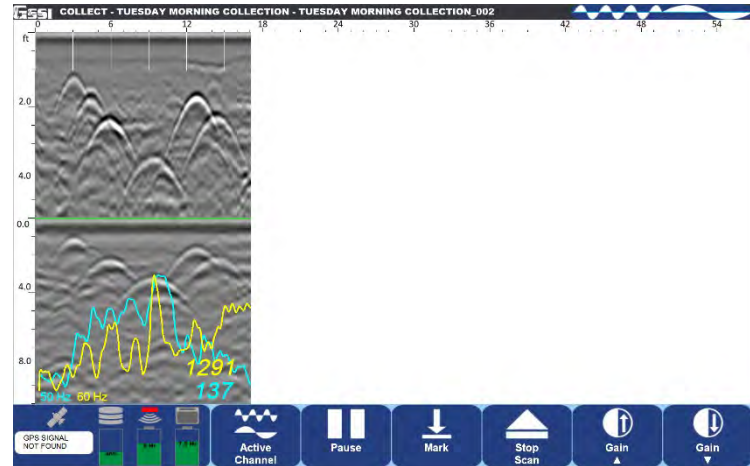 GSSI COLLECT - TUESDAY MORNING COLLECTION - TUESDAY MORNING COLLECTION_002
0 6 12 18 24 30 36 42 48 54
ft
2.0
4.0
0.0
4.0
8.0
1291
137
50 Hz 60 Hz
GPS SIGNAL
NOT FOUND
Active
Channel
Pause
Mark
Stop
Scan
Gain
Gain